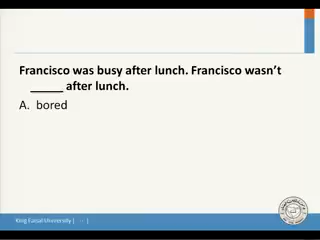 Francisco was busy after lunch. Francisco wasn't
_____ after lunch.
A. bored
King Faisal University | -- |